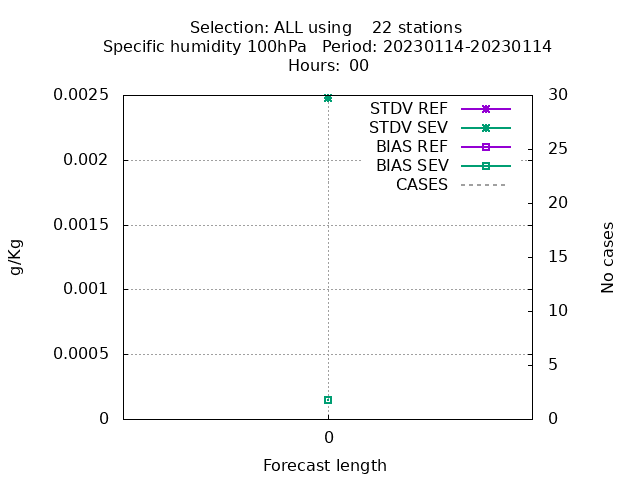 Selection: ALL using    22 stations
Specific humidity 100hPa   Period: 20230114-20230114
Hours:  00
0.0025
0.002
0.0015
0.001
0.0005
0
g/Kg
STDV REF
STDV SEV
BIAS REF
BIAS SEV
CASES
30
25
20
15
10
5
0
No cases
0
Forecast length